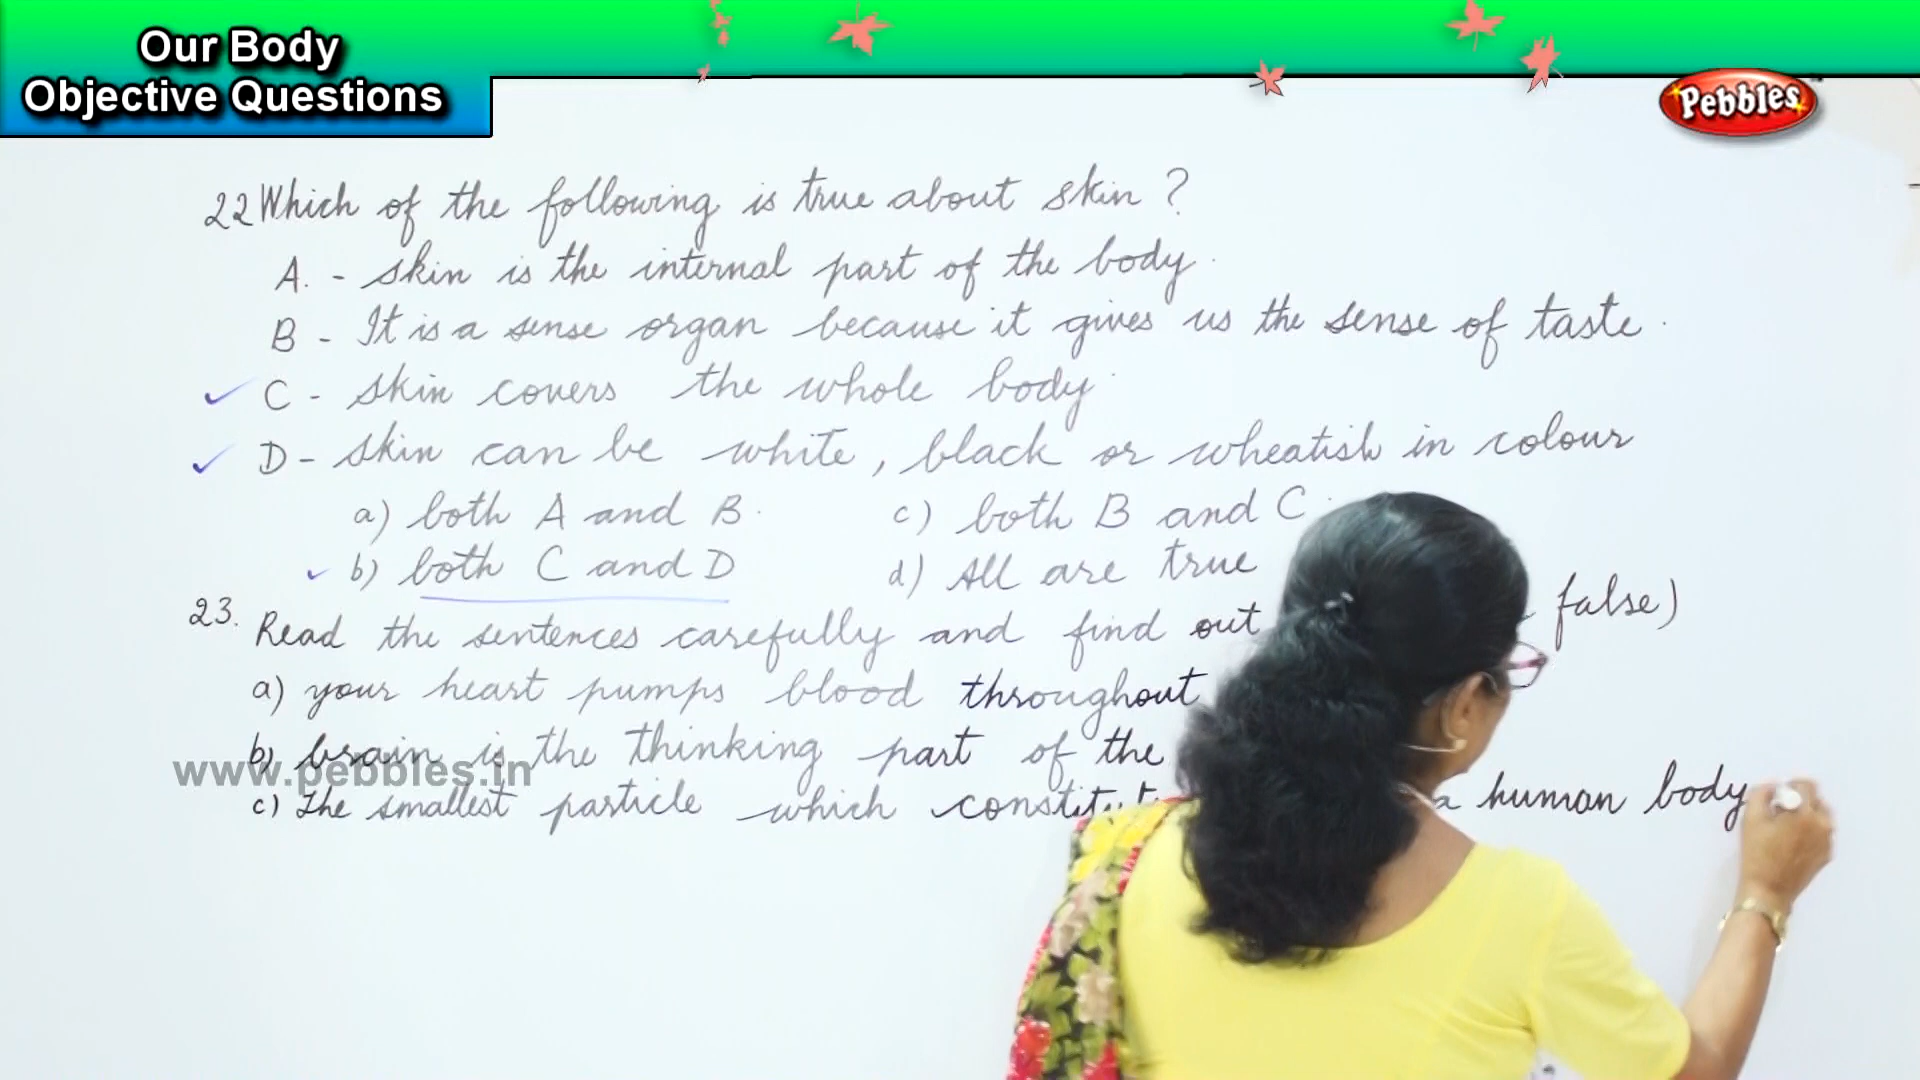 Our Body
Objective Questions
Pebbles
22 Which of the following is true about skin ?
A. - skin is the internal part of the body.
B - It is a sense organ because it gives us the sense of taste.
C - skin covers the whole body.
D - skin can be white, black or wheatish in colour
a) both A and B. c) both B and C.
b) both C and D d) All are true
23. Read the sentences carefully and find out false)
a) your heart pumps blood throughout
b) brain is the thinking part of the
www.pebbles.in
c) The smallest particle which a human body